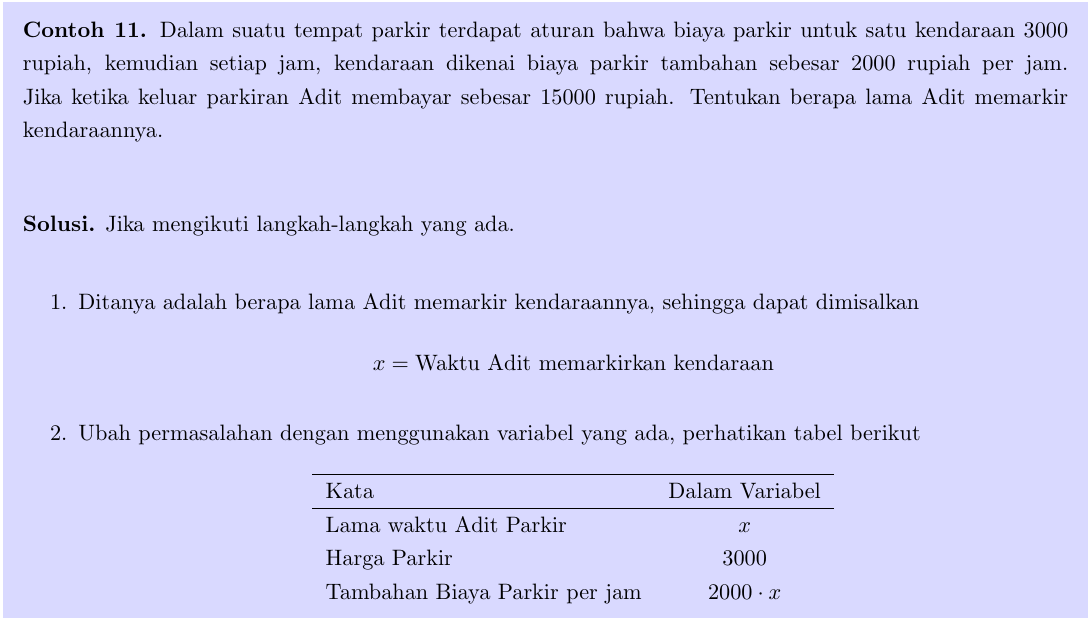 Contoh 11. Dalam suatu tempat parkir terdapat aturan bahwa biaya parkir untuk satu kendaraan 3000
rupiah, kemudian setiap jam, kendaraan dikenai biaya parkir tambahan sebesar 2000 rupiah per jam.
Jika ketika keluar parkiran Adit membayar sebesar 15000 rupiah. Tentukan berapa lama Adit memarkir
kendaraannya.
Solusi. Jika mengikuti langkah-langkah yang ada.
1. Ditanya adalah berapa lama Adit memarkir kendaraannya, sehingga dapat dimisalkan
x = Waktu Adit memarkirkan kendaraan
2. Ubah permasalahan dengan menggunakan variabel yang ada, perhatikan tabel berikut
Kata Dalam Variabel
Lama waktu Adit Parkir x
Harga Parkir 3000
Tambahan Biaya Parkir per jam 2000 · x